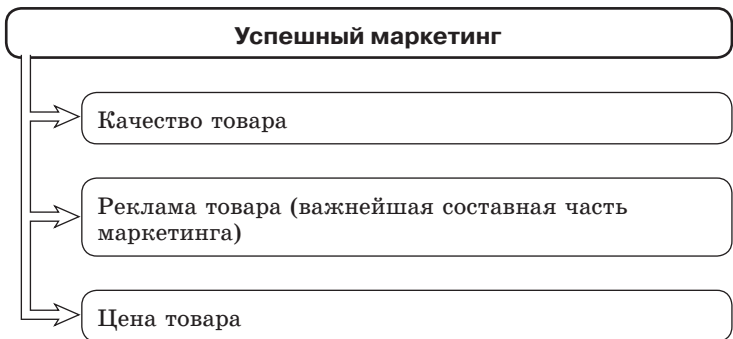 Успешный маркетинг
Качество товара
Реклама товара (важнейшая составная часть
маркетинга)
Цена товара